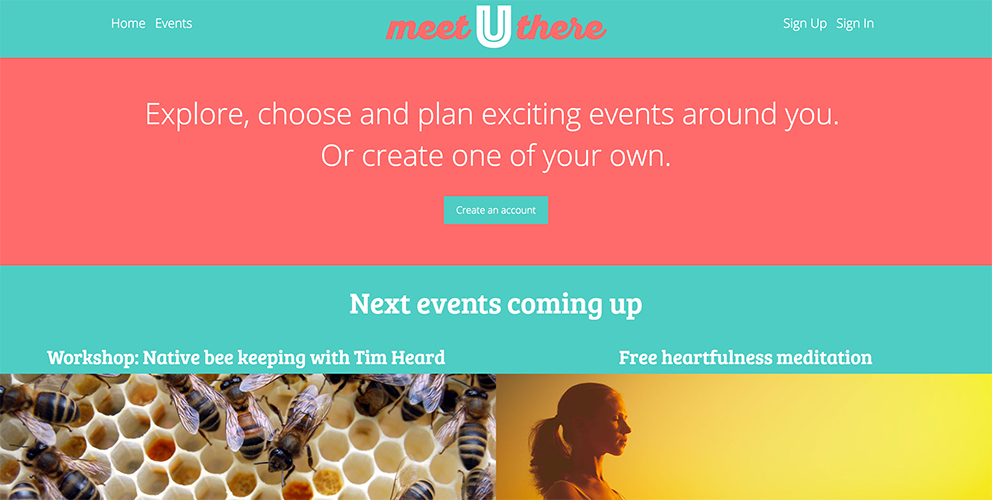 Home Events
meet U there
Sign Up Sign In
Explore, choose and plan exciting events around you.
Or create one of your own.
Create an account
Next events coming up
Workshop: Native bee keeping with Tim Heard
Free heartfulness meditation